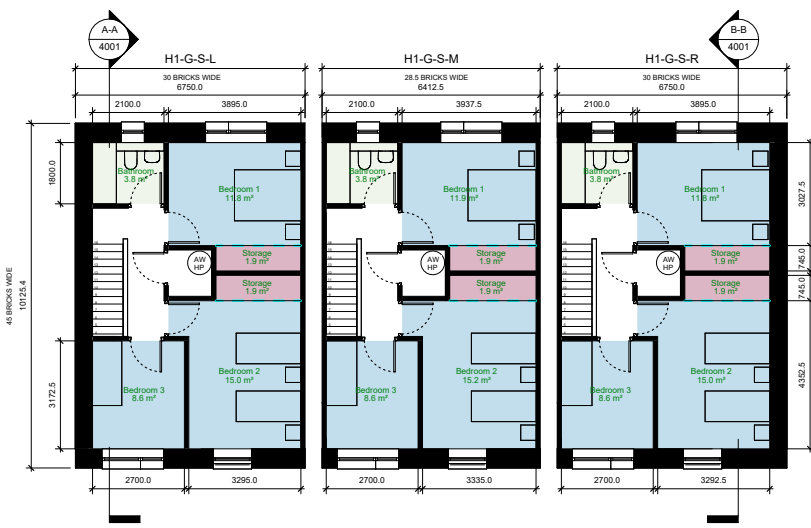 A-A
4001
B-B
4001
H1-G-S-L
H1-G-S-M
H1-G-S-R
30 BRICKS WIDE
6750.0
28.5 BRICKS WIDE
6412.5
30 BRICKS WIDE
6750.0
2100.0
3895.0
2100.0
3937.5
2100.0
3895.0
1800.0
3172.5
45 BRICKS WIDE
10125.4
Bathroom
3.8 m²
Bedroom 1
11.8 m²
Storage
1.9 m²
AW
HP
Storage
1.9 m²
Bedroom 2
15.0 m²
Bedroom 3
8.6 m²
Bathroom
3.8 m²
Bedroom 1
11.9 m²
Storage
1.9 m²
AW
HP
Storage
1.9 m²
Bedroom 2
15.2 m²
Bedroom 3
8.6 m²
Bathroom
3.8 m²
Bedroom 1
11.8 m²
Storage
1.9 m²
AW
HP
Storage
1.9 m²
Bedroom 2
15.0 m²
Bedroom 3
8.6 m²
3027.5
745.0
745.0
4352.5
2700.0
3295.0
2700.0
3335.0
2700.0
3292.5